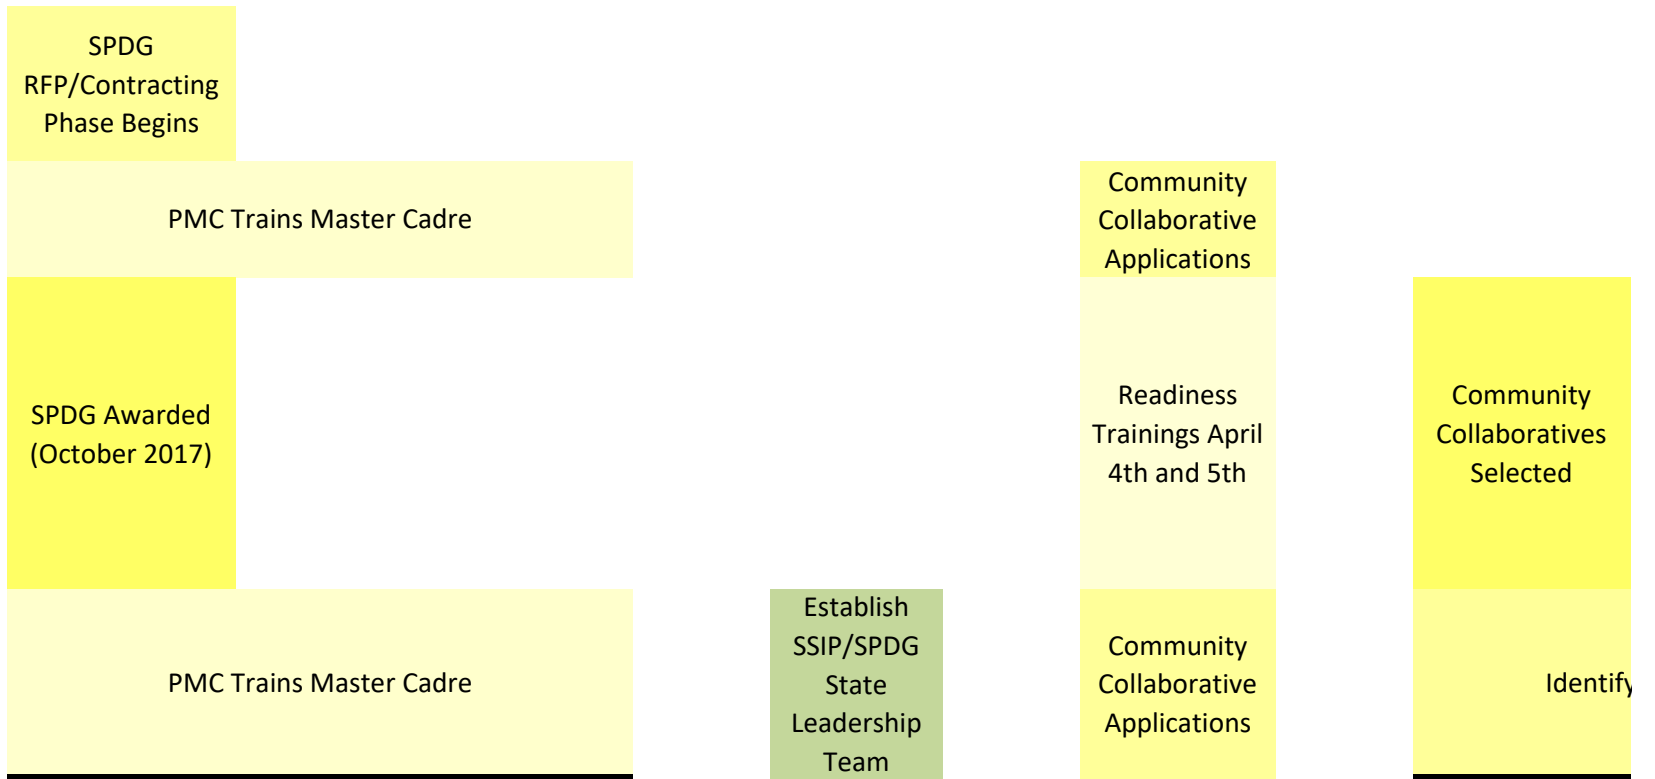 SPDG
RFP/Contracting
Phase Begins
PMC Trains Master Cadre
Community
Collaborative
Applications
SPDG Awarded
(October 2017)
Readiness
Trainings April
4th and 5th
Community
Collaboratives
Selected
PMC Trains Master Cadre
Establish
SSIP/SPDG
State
Leadership
Team
Community
Collaborative
Applications
Identify